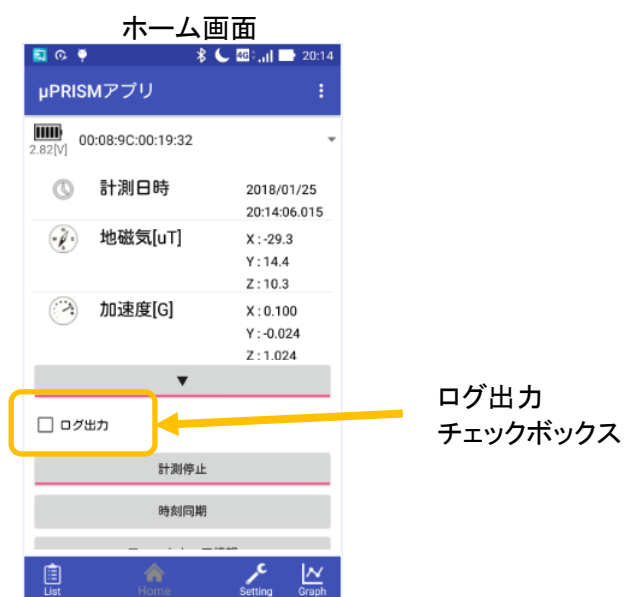 ホーム画面
4G 20:14
μPRISMアプリ
2.82[V] 00:08:9C:00:19:32
計測日時 2018/01/25
20:14:06.015
地磁気[uT] X : -29.3
Y : 14.4
Z : 10.3
加速度[G] X : 0.100
Y : -0.024
Z : 1.024
▼
ログ出力
ログ出力
チェックボックス
計測停止
時刻同期
List Home Setting Graph